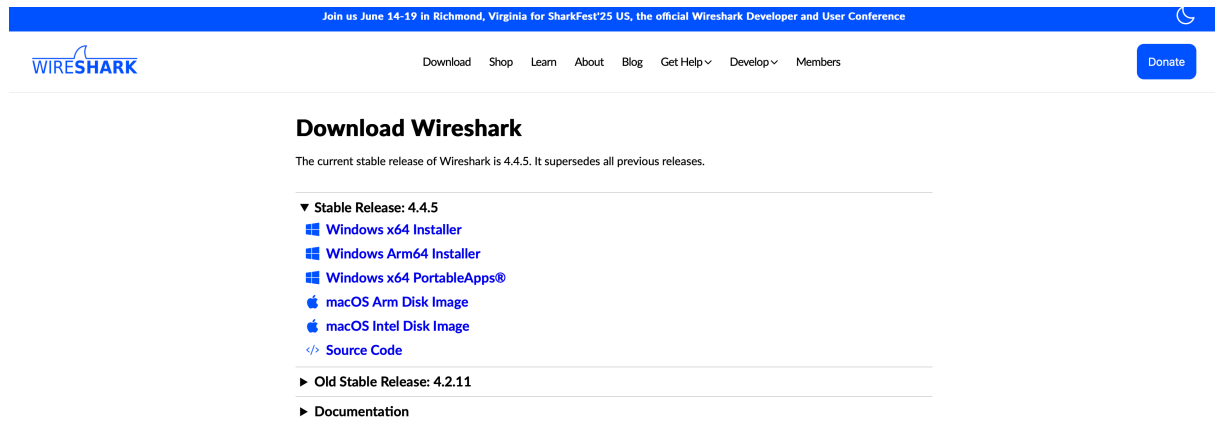 Join us June 14-19 in Richmond, Virginia for SharkFest'25 US, the official Wireshark Developer and User Conference
WIRESHARK
Download Shop Learn About Blog Get Help Develop Members
Donate
Download Wireshark
The current stable release of Wireshark is 4.4.5. It supersedes all previous releases.
Stable Release: 4.4.5
Windows x64 Installer
Windows Arm64 Installer
Windows x64 PortableApps®
macOS Arm Disk Image
macOS Intel Disk Image
</> Source Code
Old Stable Release: 4.2.11
Documentation